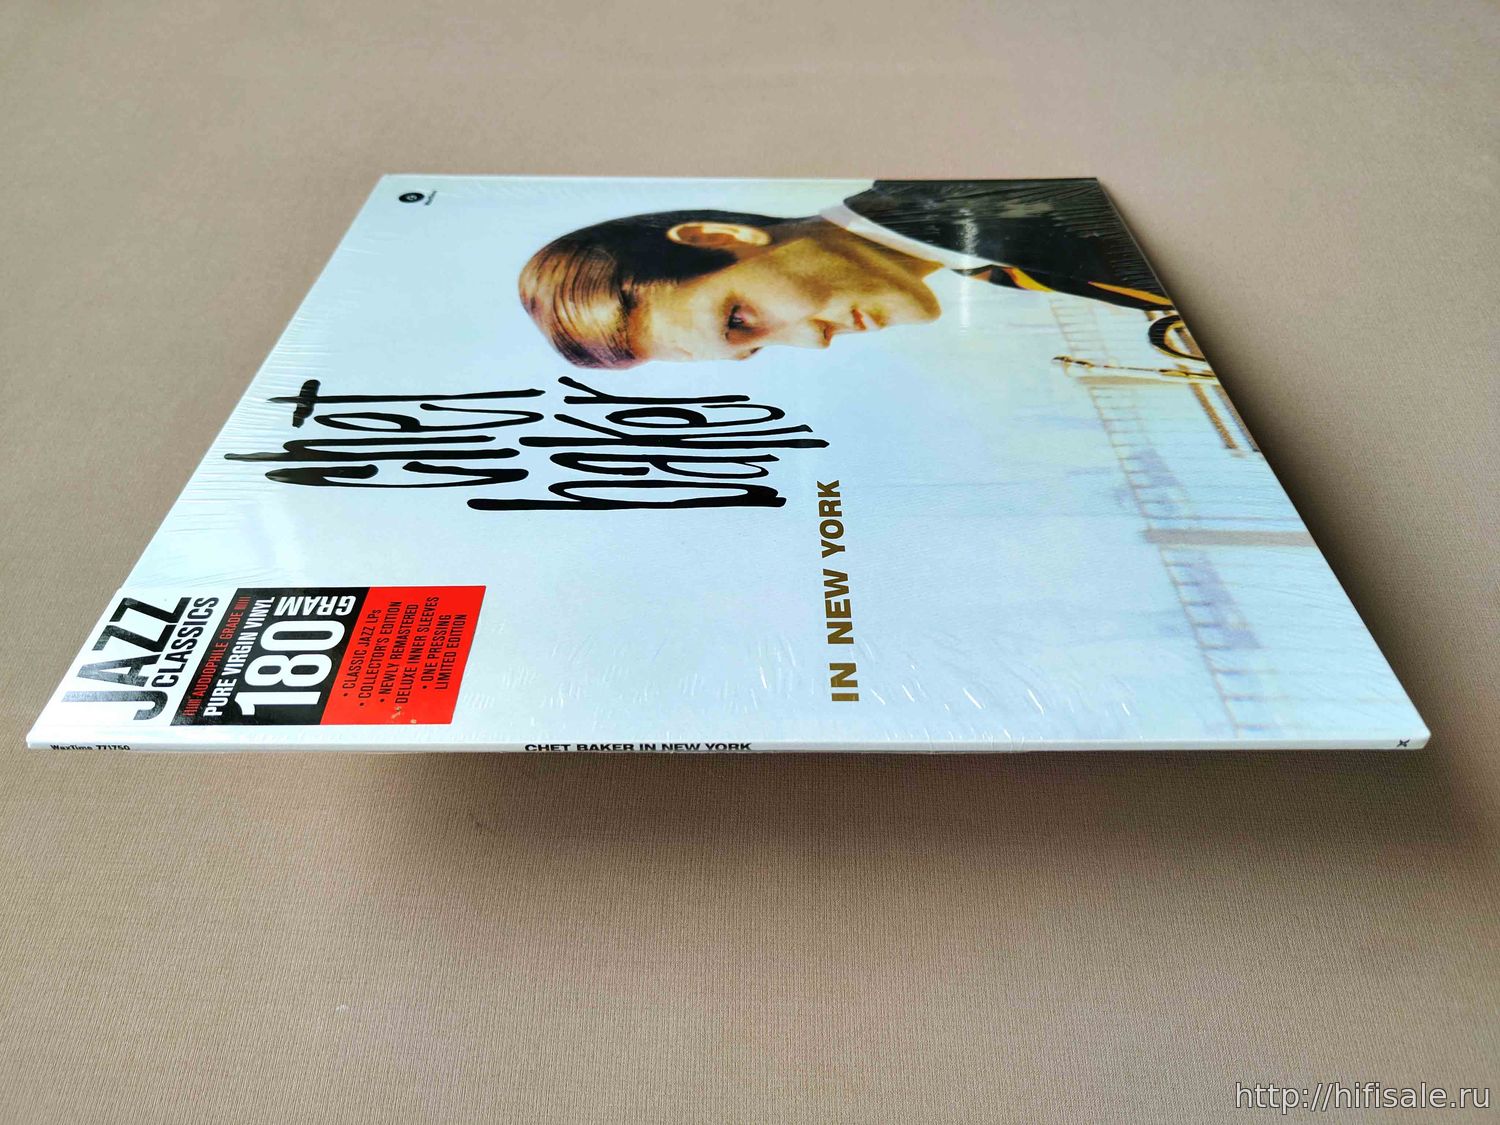 chet
baker
IN NEW YORK
JAZZ
CLASSICS
AUDIOPHILE GRADE
PURE VIRGIN VINYL
180
GRAM
• CLASSIC JAZZ LPs
• COLLECTOR'S EDITION
• NEWLY REMASTERED
DELUXE INNER SLEEVES
• ONE PRESSING
LIMITED EDITION
WaxTime 771750
CHET BAKER IN NEW YORK
http://hifisale.ru